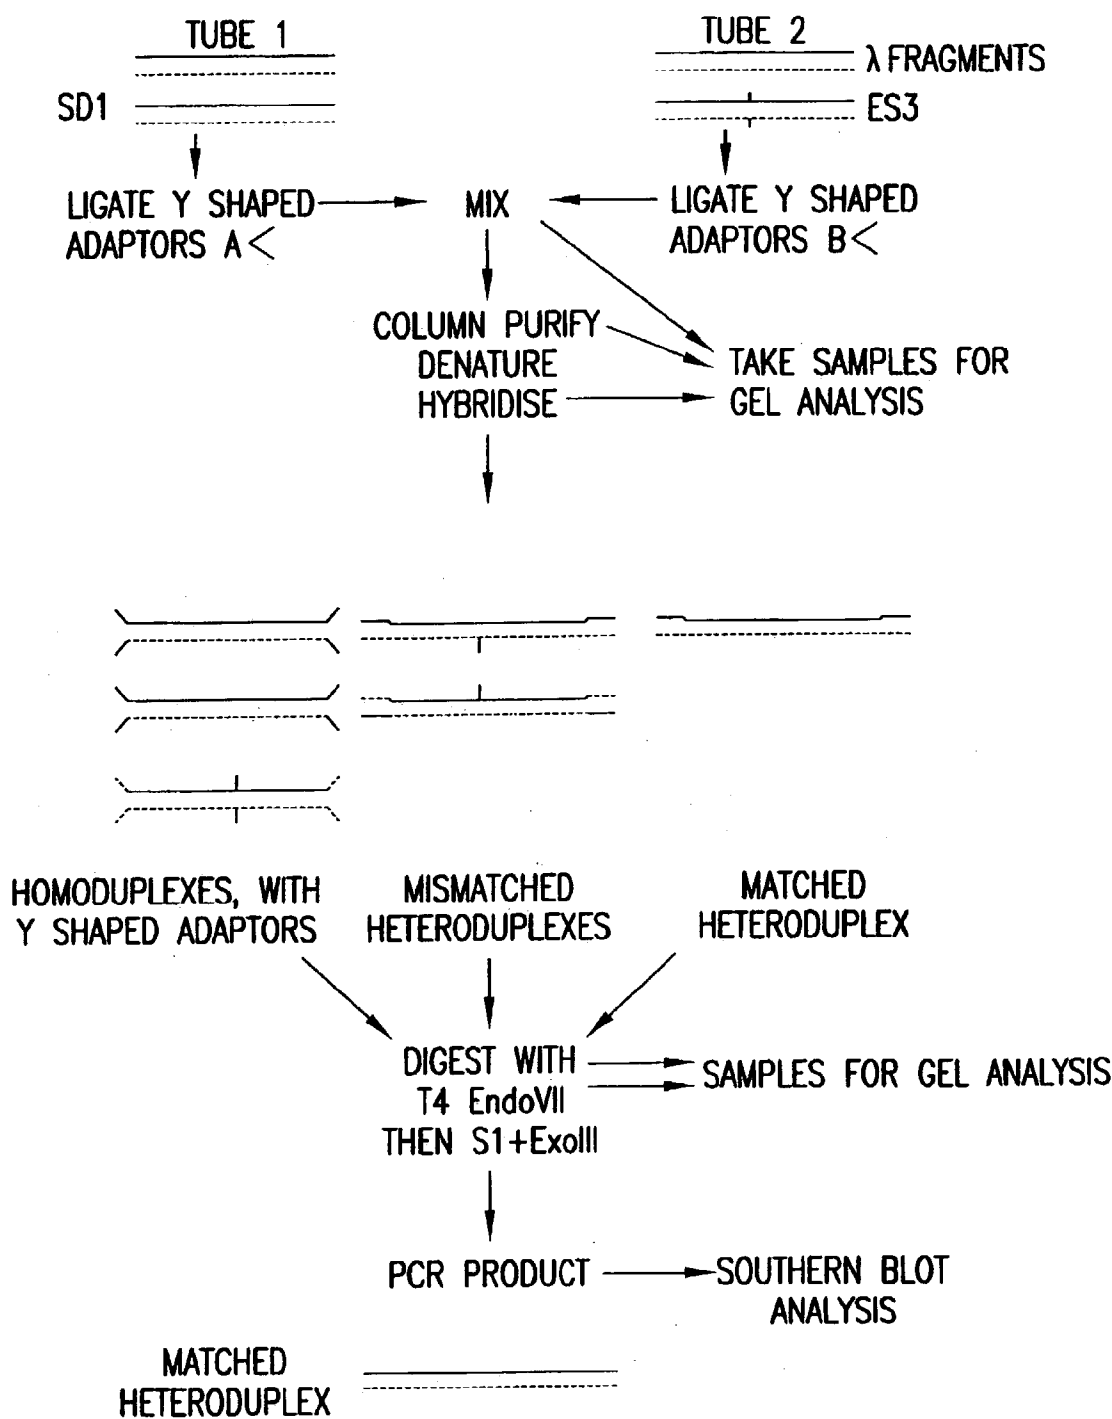 TUBE 1
TUBE 2
λ FRAGMENTS
SD1
ES3
LIGATE Y SHAPED
ADAPTORS A<
MIX
LIGATE Y SHAPED
ADAPTORS B<
COLUMN PURIFY
DENATURE
HYBRIDISE
TAKE SAMPLES FOR
GEL ANALYSIS
HOMODUPLEXES, WITH
Y SHAPED ADAPTORS
MISMATCHED
HETERODUPLEXES
MATCHED
HETERODUPLEX
DIGEST WITH
T4 EndoVII
THEN S1+ExoIII
SAMPLES FOR GEL ANALYSIS
PCR PRODUCT
SOUTHERN BLOT
ANALYSIS
MATCHED
HETERODUPLEX